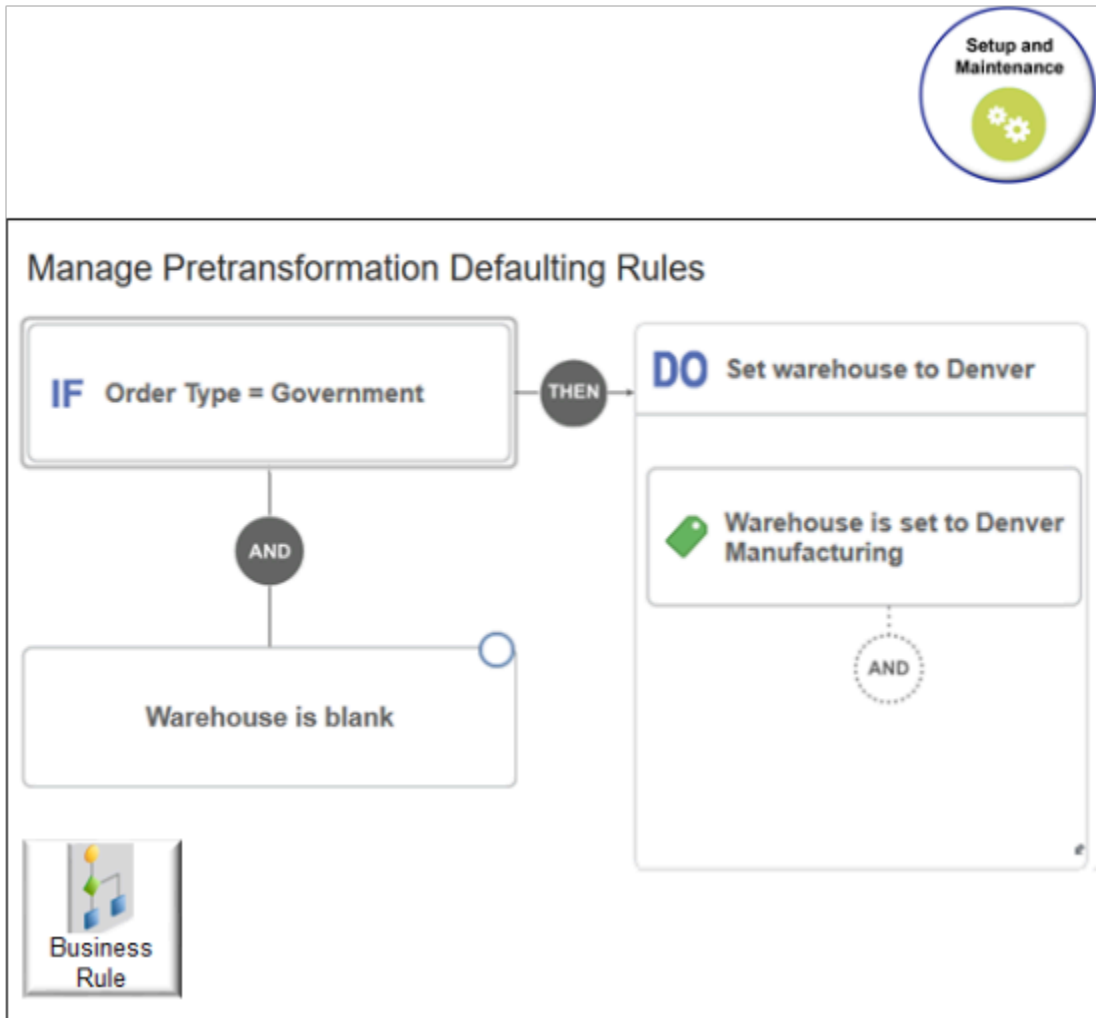 Setup and
Maintenance
Manage Pretransformation Defaulting Rules
IF Order Type = Government
THEN
DO Set warehouse to Denver
Warehouse is set to Denver
Manufacturing
AND
AND
Warehouse is blank
Business
Rule